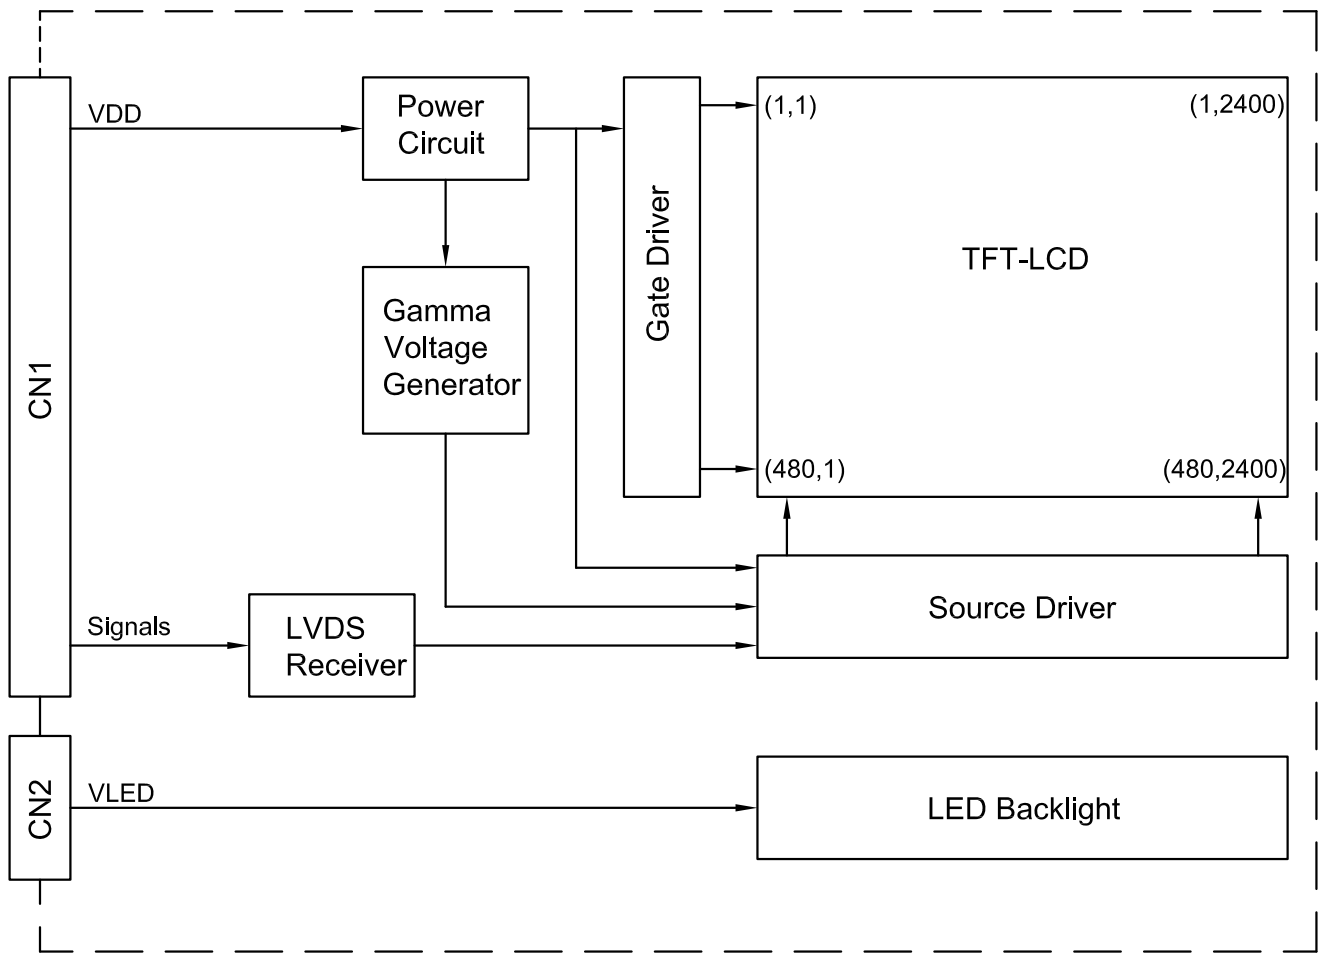 VDD
Power
Circuit
(1,1)
(1,2400)
Gate Driver
TFT-LCD
Gamma
Voltage
Generator
CN1
(480,1)
(480,2400)
Signals
LVDS
Receiver
Source Driver
CN2
VLED
LED Backlight